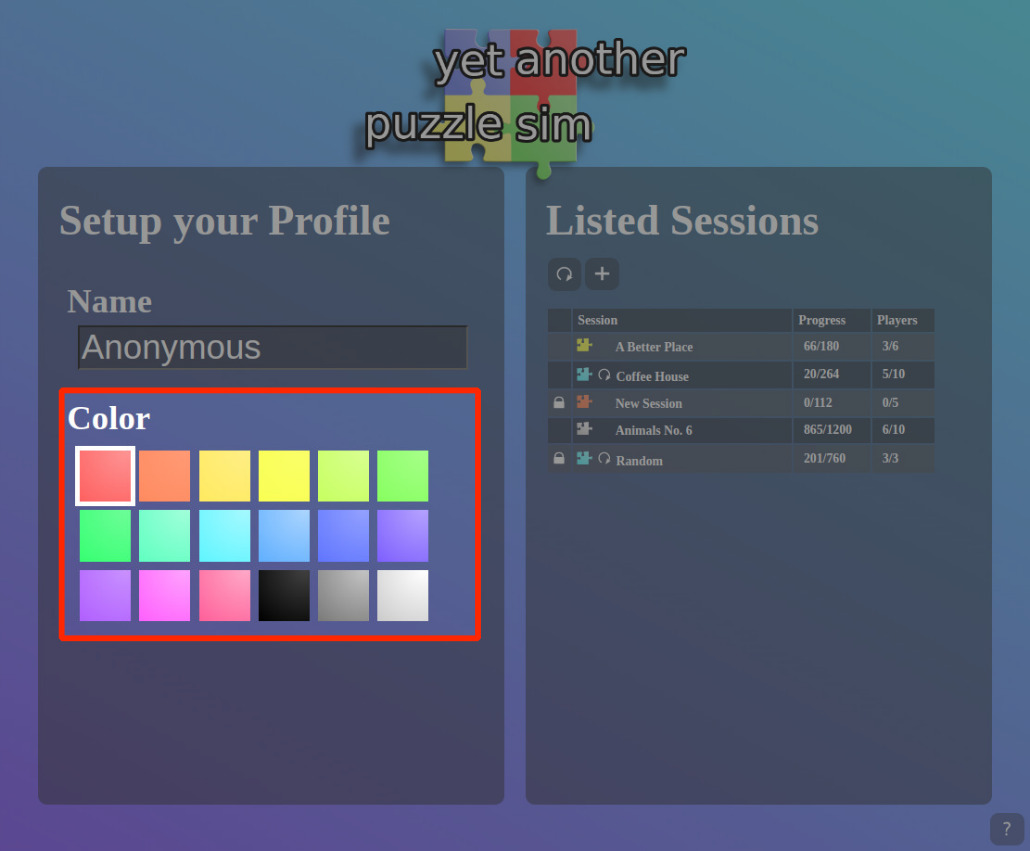 yet another
puzzle sim
Setup your Profile
Name
Anonymous
Color
Listed Sessions
+
Session Progress Players
A Better Place 66/180 3/6
Coffee House 20/264 5/10
New Session 0/112 0/5
Animals No. 6 865/1200 6/10
Random 201/760 3/3
?